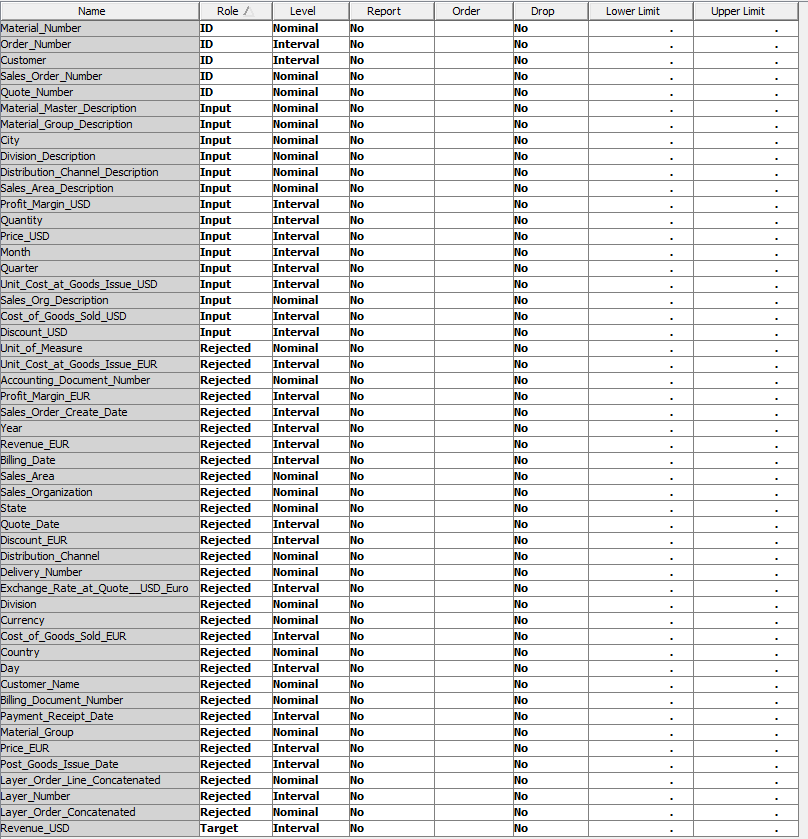 Name Role Level Report Order Drop Lower Limit Upper Limit
Material_Number ID Nominal No No . .
Order_Number ID Interval No No . .
Customer ID Interval No No . .
Sales_Order_Number ID Nominal No No . .
Quote_Number ID Nominal No No . .
Material_Master_Description Input Nominal No No . .
Material_Group_Description Input Nominal No No . .
City Input Nominal No No . .
Division_Description Input Nominal No No . .
Distribution_Channel_Description Input Nominal No No . .
Sales_Area_Description Input Nominal No No . .
Profit_Margin_USD Input Interval No No . .
Quantity Input Interval No No . .
Price_USD Input Interval No No . .
Month Input Interval No No . .
Quarter Input Interval No No . .
Unit_Cost_at_Goods_Issue_USD Input Interval No No . .
Sales_Org_Description Input Nominal No No . .
Cost_of_Goods_Sold_USD Input Interval No No . .
Discount_USD Input Interval No No . .
Unit_of_Measure Rejected Nominal No No . .
Unit_Cost_at_Goods_Issue_EUR Rejected Interval No No . .
Accounting_Document_Number Rejected Nominal No No . .
Profit_Margin_EUR Rejected Interval No No . .
Sales_Order_Create_Date Rejected Interval No No . .
Year Rejected Interval No No . .
Revenue_EUR Rejected Interval No No . .
Billing_Date Rejected Interval No No . .
Sales_Area Rejected Nominal No No . .
Sales_Organization Rejected Nominal No No . .
State Rejected Nominal No No . .
Quote_Date Rejected Interval No No . .
Discount_EUR Rejected Interval No No . .
Distribution_Channel Rejected Nominal No No . .
Delivery_Number Rejected Nominal No No . .
Exchange_Rate_at_Quote__USD_Euro Rejected Interval No No . .
Division Rejected Nominal No No . .
Currency Rejected Nominal No No . .
Cost_of_Goods_Sold_EUR Rejected Interval No No . .
Country Rejected Nominal No No . .
Day Rejected Interval No No . .
Customer_Name Rejected Nominal No No . .
Billing_Document_Number Rejected Nominal No No . .
Payment_Receipt_Date Rejected Interval No No . .
Material_Group Rejected Nominal No No . .
Price_EUR Rejected Interval No No . .
Post_Goods_Issue_Date Rejected Interval No No . .
Layer_Order_Line_Concatenated Rejected Nominal No No . .
Layer_Number Rejected Interval No No . .
Layer_Order_Concatenated Rejected Nominal No No . .
Revenue_USD Target Interval No No . .